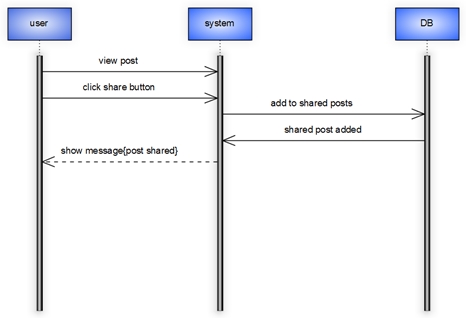 user
system
DB
view post
click share button
add to shared posts
shared post added
show message{post shared}